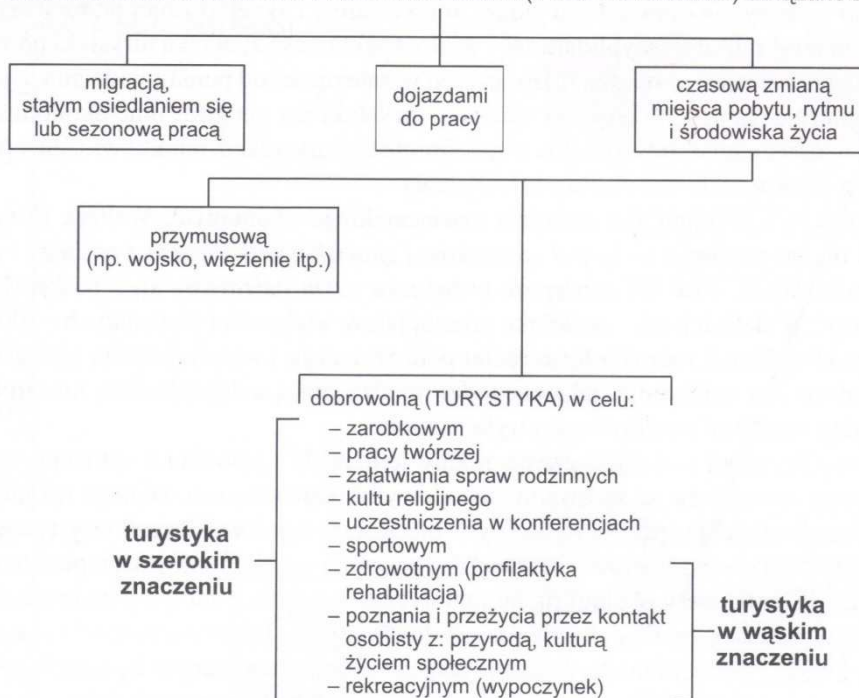 migracją,
stałym osiedlaniem się
lub sezonową pracą
dojazdami
do pracy
czasową zmianą
miejsca pobytu, rytmu
i środowiska życia
przymusową
(np. wojsko, więzienie itp.)
dobrowolną (TURYSTYKA) w celu:
– zarobkowym
– pracy twórczej
– załatwiania spraw rodzinnych
– kultu religijnego
– uczestniczenia w konferencjach
– sportowym
– zdrowotnym (profilaktyka
rehabilitacja)
– poznania i przeżycia przez kontakt
osobisty z: przyrodą, kulturą
życiem społecznym
– rekreacyjnym (wypoczynek)
turystyka
w szerokim
znaczeniu
turystyka
w wąskim
znaczeniu